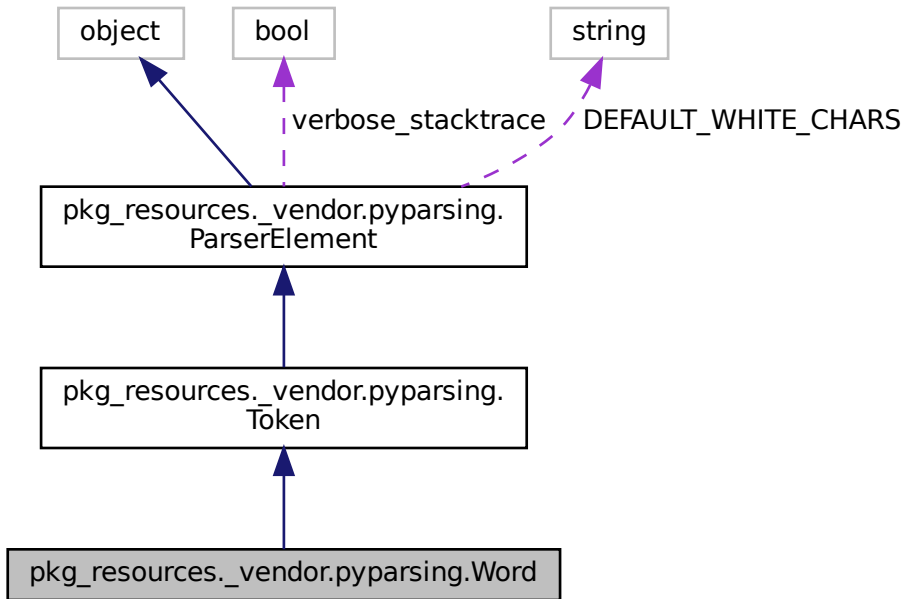 object
bool
string
verbose_stacktrace
DEFAULT_WHITE_CHARS
pkg_resources._vendor.pyparsing.
ParserElement
pkg_resources._vendor.pyparsing.
Token
pkg_resources._vendor.pyparsing.Word